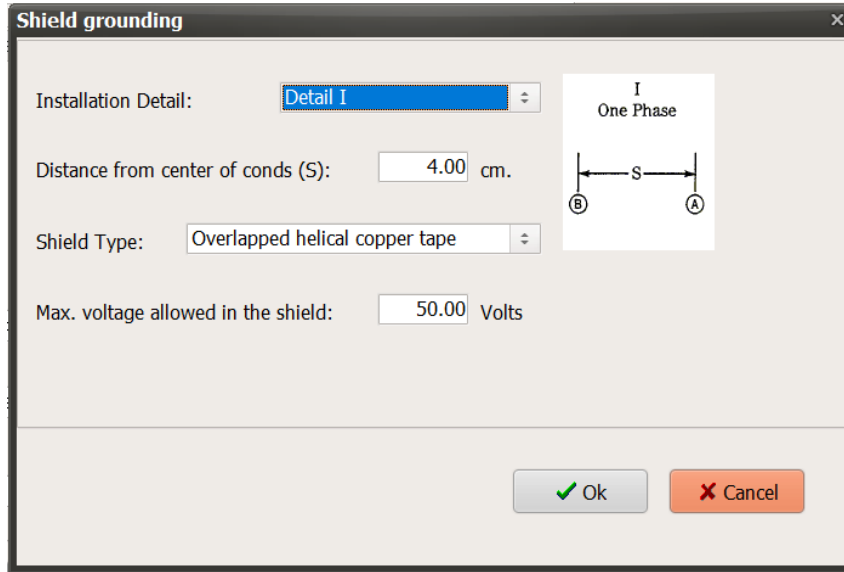 Shield grounding
Installation Detail:
Detail I
I
One Phase
S
B
A
Distance from center of conds (S):
4.00
cm.
Shield Type:
Overlapped helical copper tape
Max. voltage allowed in the shield:
50.00
Volts
Ok
Cancel